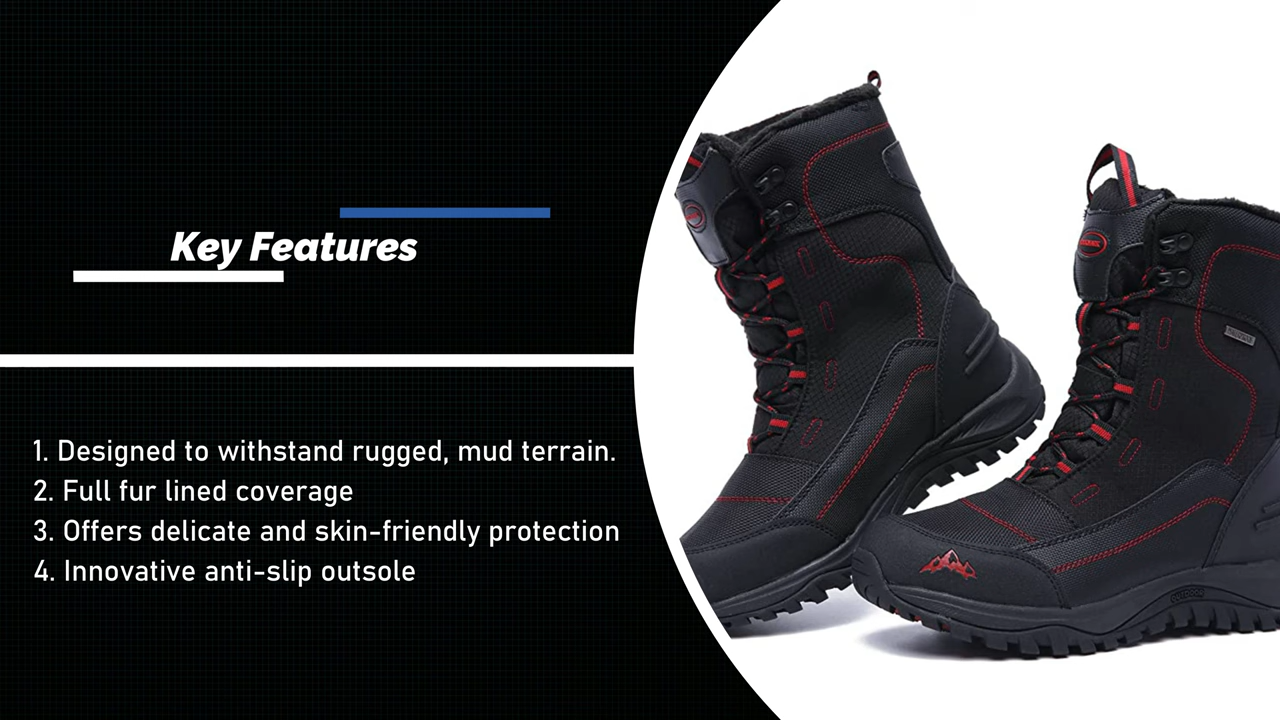 Key Features
1. Designed to withstand rugged, mud terrain.
2. Full fur lined coverage
3. Offers delicate and skin-friendly protection
4. Innovative anti-slip outsole
OUTDOOR